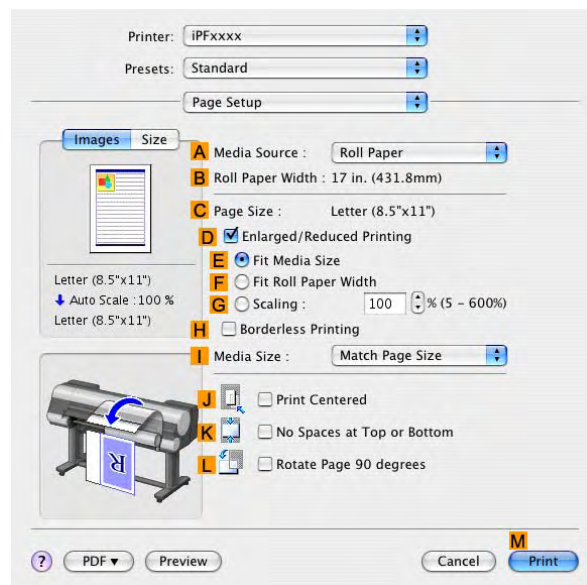 Printer: iPFxxxx
Presets: Standard
Page Setup
Images Size
A Media Source : Roll Paper
B Roll Paper Width : 17 in. (431.8mm)
C Page Size : Letter (8.5"x11")
D Enlarged/Reduced Printing
E Fit Media Size
F Fit Roll Paper Width
G Scaling : 100 % (5 - 600%)
H Borderless Printing
I Media Size : Match Page Size
J Print Centered
K No Spaces at Top or Bottom
L Rotate Page 90 degrees
Letter (8.5"x11")
Auto Scale :100 %
Letter (8.5"x11")
R
M
? PDF Preview Cancel Print